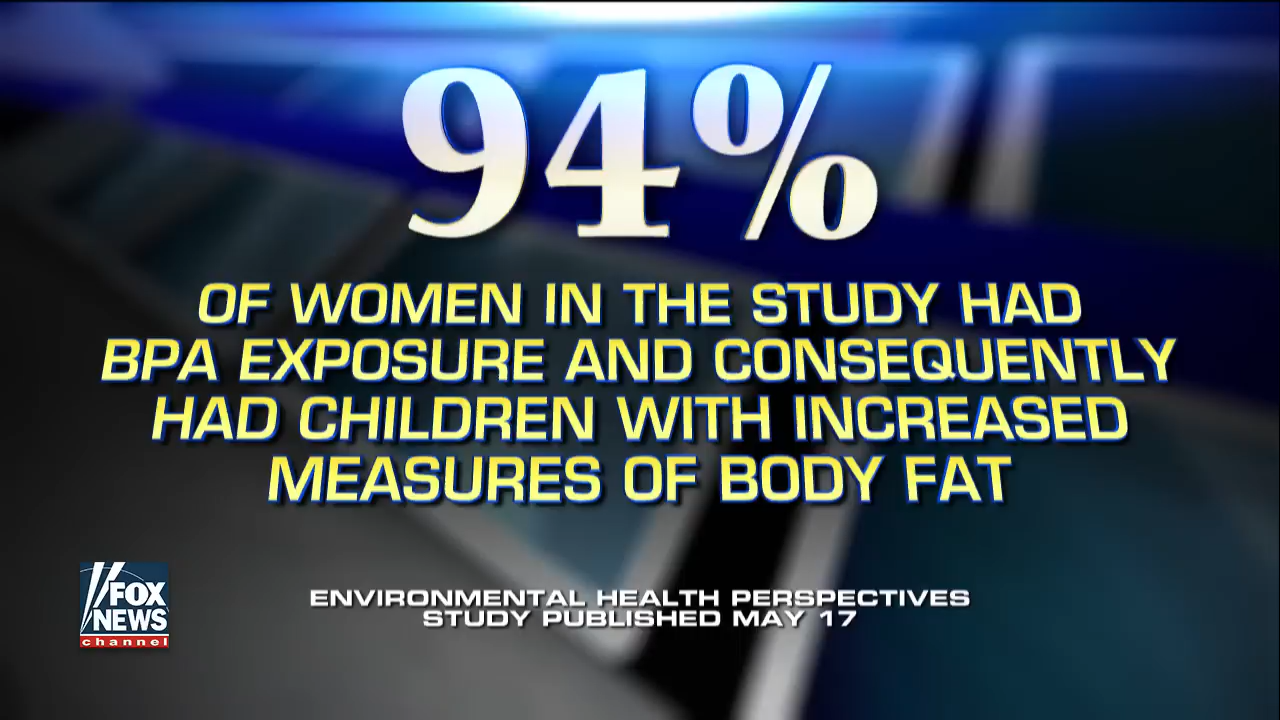 94%
OF WOMEN IN THE STUDY HAD
BPA EXPOSURE AND CONSEQUENTLY
HAD CHILDREN WITH INCREASED
MEASURES OF BODY FAT
ENVIRONMENTAL HEALTH PERSPECTIVES
STUDY PUBLISHED MAY 17
FOX
NEWS
channel